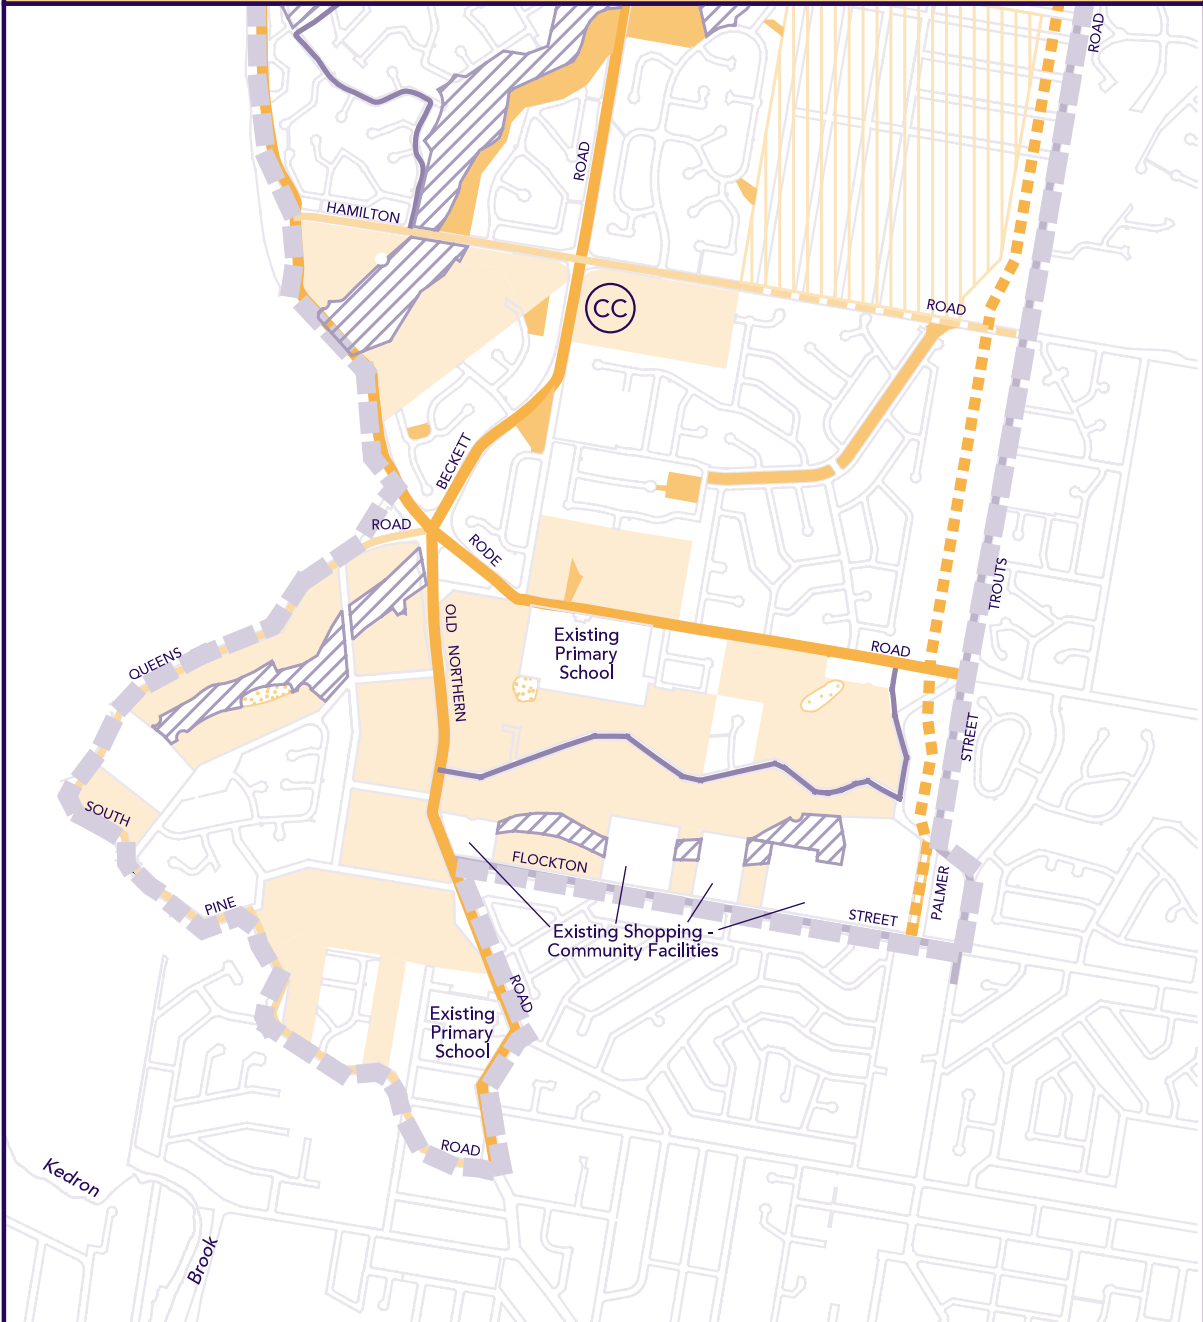 ROAD
ROAD
HAMILTON
CC
ROAD
BECKETT
ROAD
RODE
TROUTS
OLD NORTHERN
Existing
Primary
School
ROAD
QUEENS
STREET
SOUTH
FLOCKTON
PALMER
PINE
STREET
Existing Shopping -
Community Facilities
ROAD
Existing
Primary
School
ROAD
Kedron
Brook